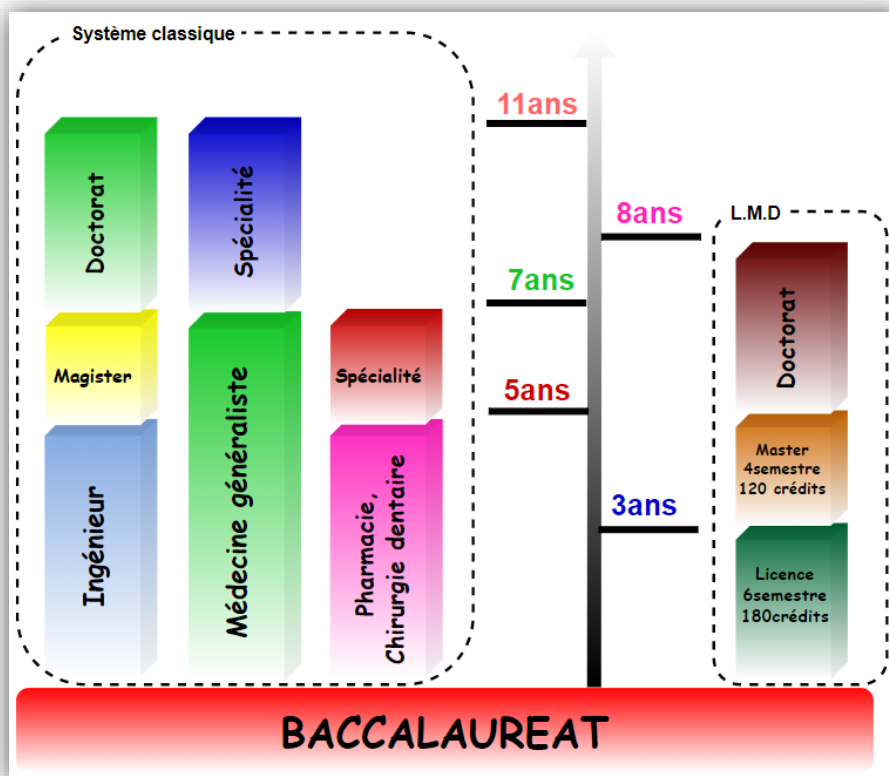 Système classique
Doctorat
Spécialité
Magister
Spécialité
Ingénieur
Médecine généraliste
Pharmacie,
Chirurgie dentaire
11ans
8ans
7ans
5ans
3ans
L.M.D
Doctorat
Master
4semestre
120 crédits
Licence
6semestre
180crédits
BACCALAUREAT